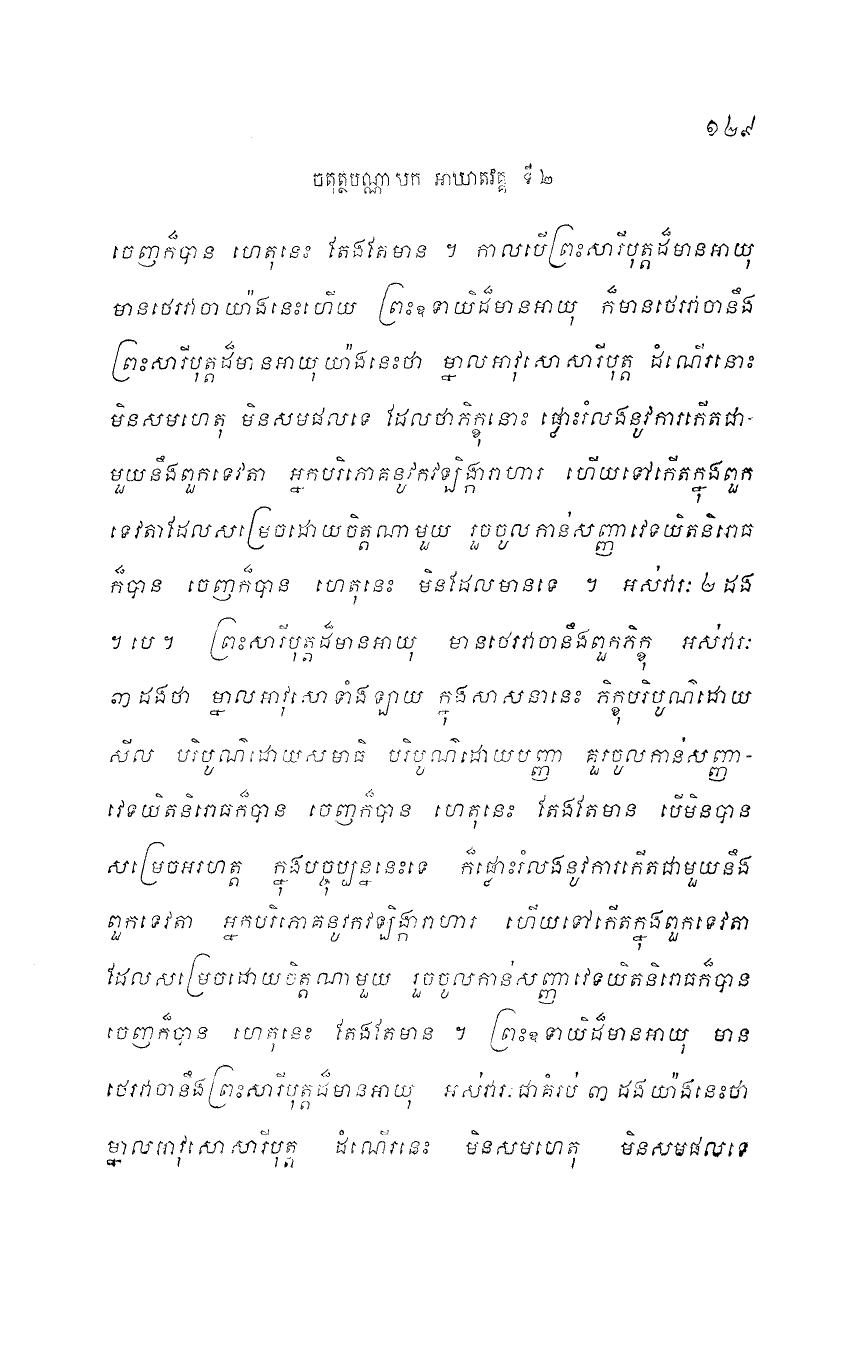 ១២៩
ចតុត្ថបណ្ណាសក អាឃាតវគ្គ ទី ២
ចេញក៏បាន ហេតុនេះ តែងតែមាន ។ កាលបើព្រះសារីបុត្តដ៏មានអាយុ
មានថេរវាចាយ៉ាងនេះហើយ ព្រះឧទាយិដ៏មានអាយុ ក៏មានថេរវាចានឹង
ព្រះសារីបុត្តដ៏មានអាយុយ៉ាងនេះថា ម្នាលអាវុសោសារីបុត្ត ដំណើរនោះ
មិនសមហេតុ មិនសមផលទេ ដែលថាភិក្ខុនោះ ផ្លោះរំលងនូវការកើតជា-
មួយនឹងពួកទេវតា អ្នកបរិភោគនូវកវឡិង្ការាហារ ហើយទៅកើតក្នុងពួក
ទេវតាដែលសម្រេចដោយចិត្តណាមួយ រួចចូលកាន់សញ្ញាវេទយិតនិរោធ
ក៏បាន ចេញក៏បាន ហេតុនេះ មិនដែលមានទេ ។ អស់វារៈ ២ ដង
។ បេ ។ ព្រះសារីបុត្តដ៏មានអាយុ មានថេរវាចានឹងពួកភិក្ខុ អស់វារៈ
៣ ដងថា ម្នាលអាវុសោទាំងឡាយ ក្នុងសាសនានេះ ភិក្ខុបរិបូណ៌ដោយ
សីល បរិបូណ៌ដោយសមាធិ បរិបូណ៌ដោយបញ្ញា គួរចូលកាន់សញ្ញា-
វេទយិតនិរោធក៏បាន ចេញក៏បាន ហេតុនេះ តែងតែមាន បើមិនបាន
សម្រេចអរហត្ត ក្នុងបច្ចុប្បន្ននេះទេ ក៏ផ្លោះរំលងនូវការកើតជាមួយនឹង
ពួកទេវតា អ្នកបរិភោគនូវកវឡិង្ការាហារ ហើយទៅកើតក្នុងពួកទេវតា
ដែលសម្រេចដោយចិត្តណាមួយ រួចចូលកាន់សញ្ញាវេទយិតនិរោធក៏បាន
ចេញក៏បាន ហេតុនេះ តែងតែមាន ។ ព្រះឧទាយិដ៏មានអាយុ មាន
ថេរវាចានឹងព្រះសារីបុត្តដ៏មានអាយុ អស់វារៈជាគំរប់ ៣ ដងយ៉ាងនេះថា
ម្នាលអាវុសោសារីបុត្ត ដំណើរនេះ មិនសមហេតុ មិនសមផលទេ